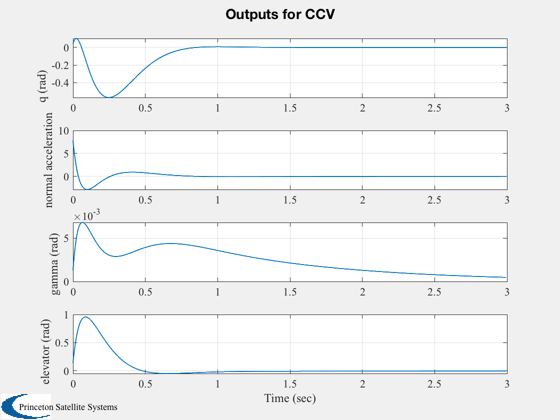 Outputs for CCV
q (rad)
0
-0.2
-0.4
0 0.5 1 1.5 2 2.5 3
normal acceleration
10
5
0
0 0.5 1 1.5 2 2.5 3
×10⁻³
gamma (rad)
5
0
0 0.5 1 1.5 2 2.5 3
elevator (rad)
1
0.5
0
0 0.5 1 1.5 2 2.5 3
Time (sec)
Princeton Satellite Systems